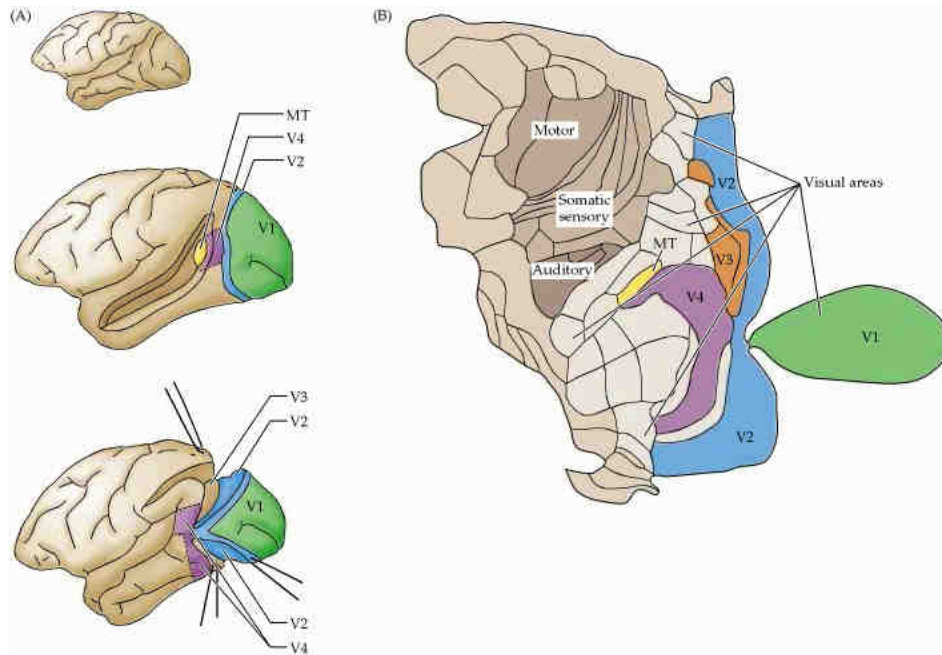 (A)
MT
V4
V2
V1
V3
V2
V1
V2
V4
(B)
Motor
V2
Visual areas
Somatic
sensory
MT
V3
Auditory
V4
V1
V2